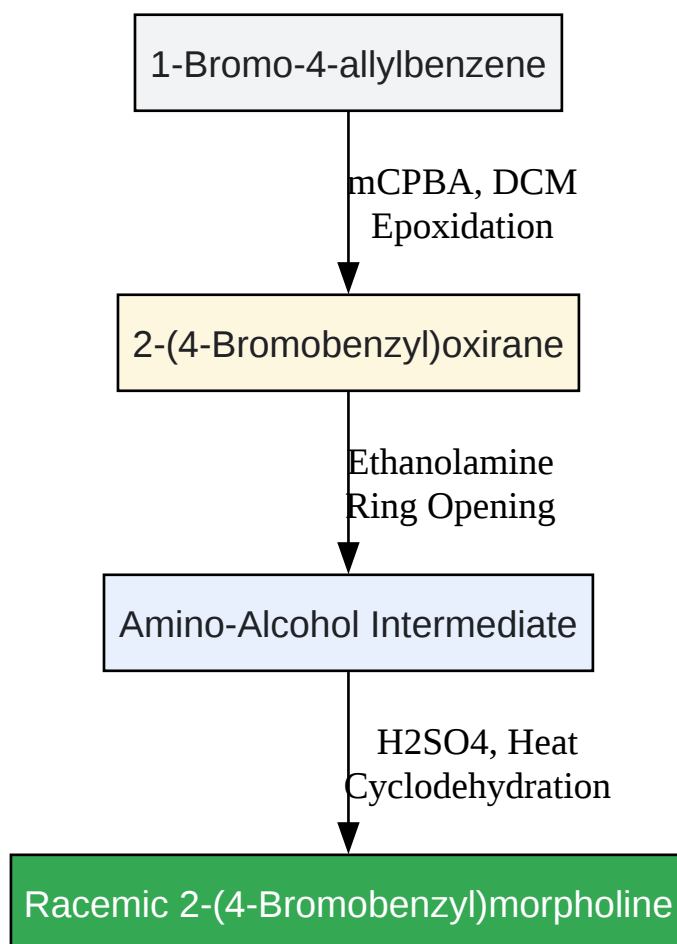 1-Bromo-4-allylbenzene
mCPBA, DCM
Epoxidation
2-(4-Bromobenzyl)oxirane
Ethanolamine
Ring Opening
Amino-Alcohol Intermediate
H2SO4, Heat
Cyclodehydration
Racemic 2-(4-Bromobenzyl)morpholine